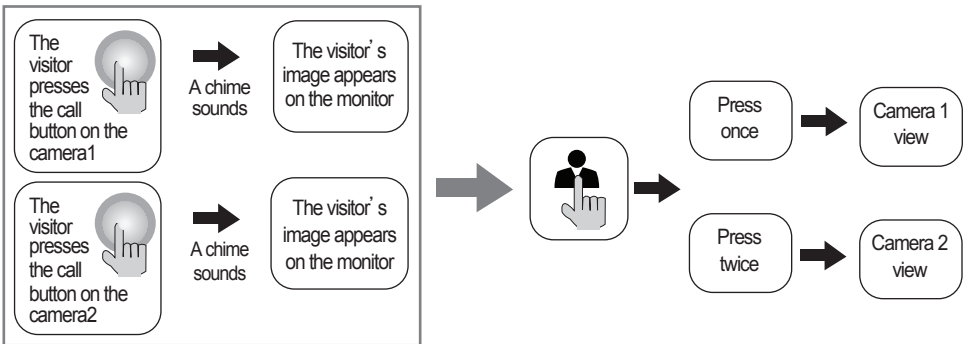 The
visitor
presses
the call
button on the
camera1
A chime
sounds
The visitor’s
image appears
on the monitor
The
visitor
presses
the call
button on the
camera2
A chime
sounds
The visitor’s
image appears
on the monitor
Press
once
Camera 1
view
Press
twice
Camera 2
view